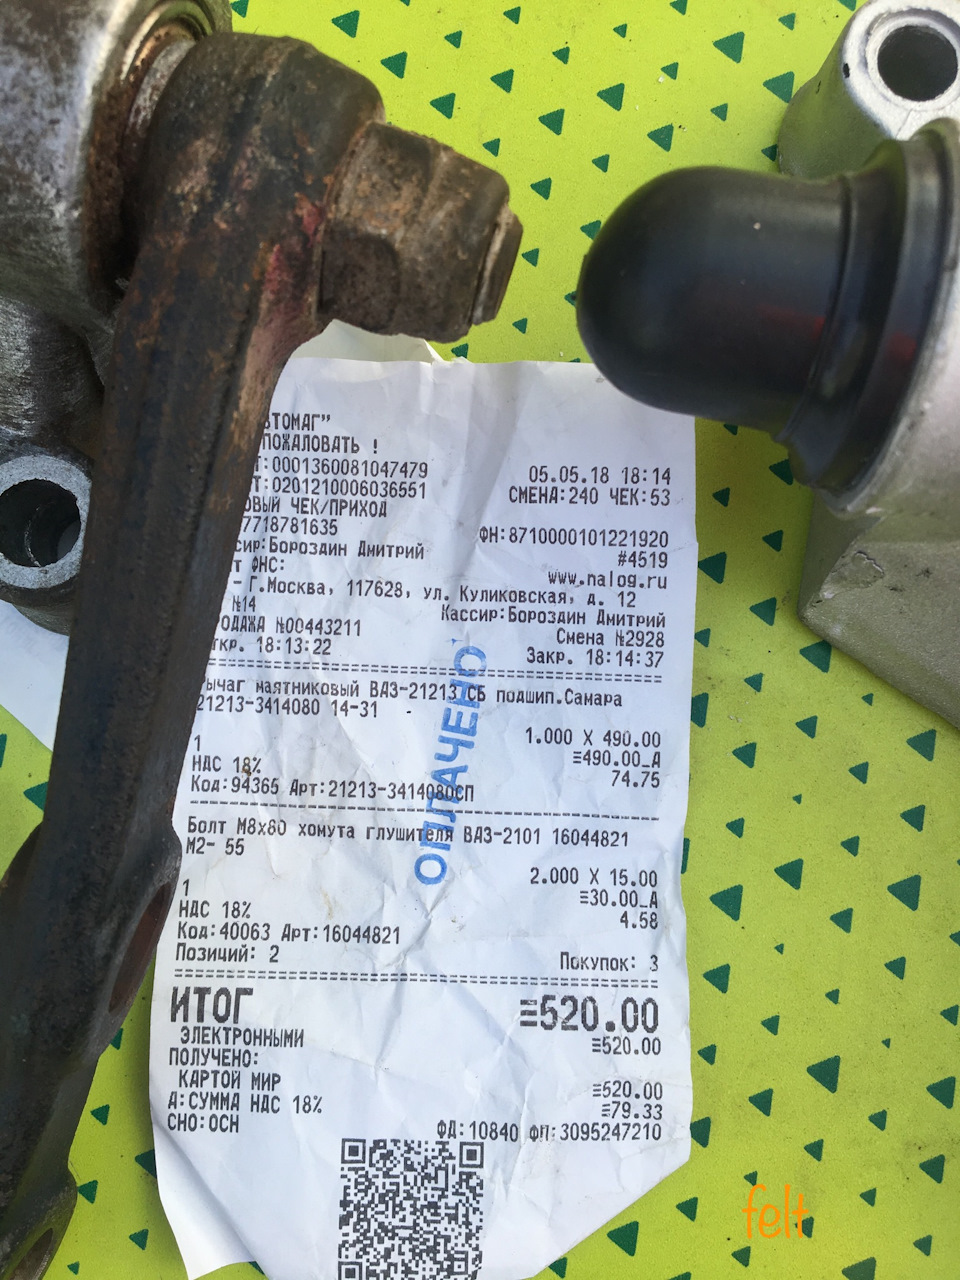 ВТОМАГ"
ПОЖАЛОВАТЬ !
Т:0001360081047479 05.05.18 18:14
Т:0201210006036551 СМЕНА:240 ЧЕК:53
ОВЫЙ ЧЕК/ПРИХОД
7718781635 ФН:8710000101221920
сир:Бороздин Дмитрий #4519
т ФНС: www.nalog.ru
- Г.Москва, 117628, ул. Куликовская, д. 12
№14 Кассир:Бороздин Дмитрий
ОДАЖА №00443211 Смена №2928
ткр. 18:13:22 Закр. 18:14:37
ычаг маятниковый ВАЗ-21213 СБ подшип.Самара
21213-3414080 14-31
1.000 X 490.00
1 ≡490.00_А
НДС 18% 74.75
Код:94365 Арт:21213-3414080СП
Болт М8х80 хомута глушителя ВАЗ-2101 16044821
М2- 55
2.000 X 15.00
1 ≡30.00_А
НДС 18% 4.58
Код:40063 Арт:16044821
Позиций: 2 Покупок: 3
ИТОГ ≡520.00
ЭЛЕКТРОННЫМИ ≡520.00
ПОЛУЧЕНО:
КАРТОЙ МИР ≡520.00
Д:СУММА НДС 18% ≡79.33
СНО:ОСН ФД:10840 ФП:3095247210
ОПЛАЧЕНО
felt